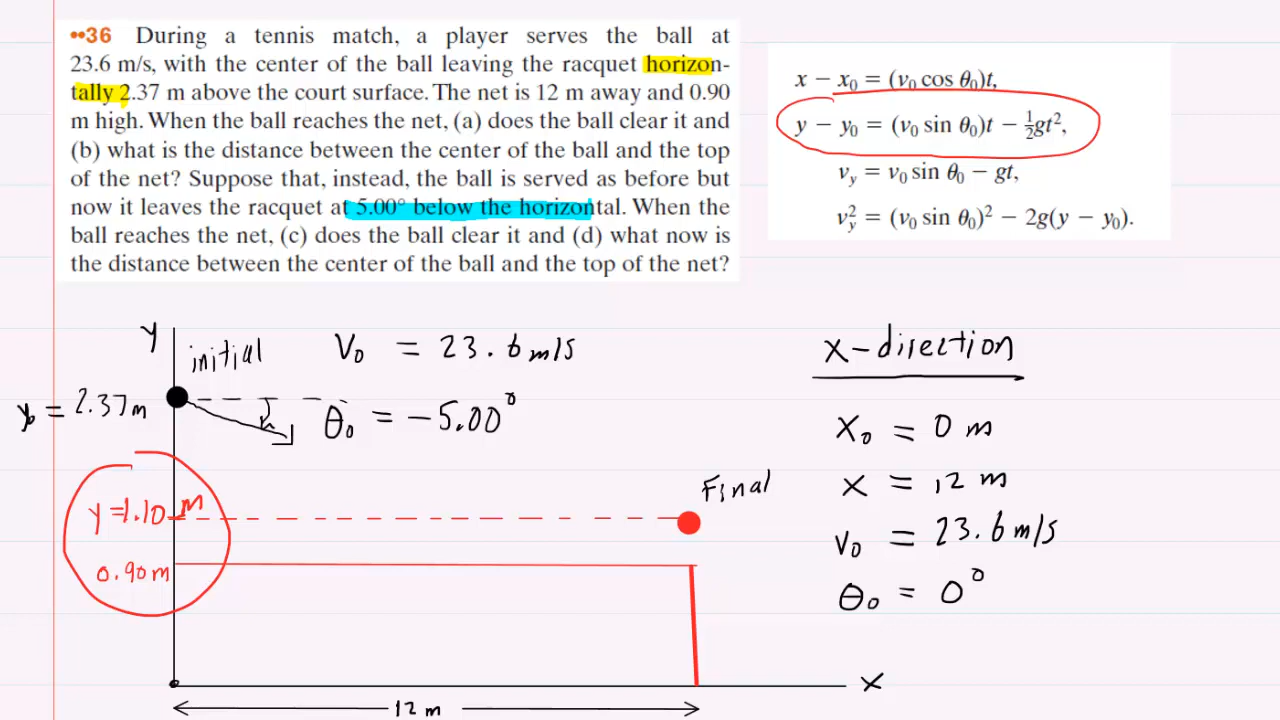 ••36 During a tennis match, a player serves the ball at
23.6 m/s, with the center of the ball leaving the racquet horizon-
tally 2.37 m above the court surface. The net is 12 m away and 0.90
m high. When the ball reaches the net, (a) does the ball clear it and
(b) what is the distance between the center of the ball and the top
of the net? Suppose that, instead, the ball is served as before but
now it leaves the racquet at 5.00° below the horizontal. When the
ball reaches the net, (c) does the ball clear it and (d) what now is
the distance between the center of the ball and the top of the net?
x − x₀ = (v₀ cos θ₀)t,
y − y₀ = (v₀ sin θ₀)t − ½gt²,
v_y = v₀ sin θ₀ − gt,
v_y² = (v₀ sin θ₀)² − 2g(y − y₀).
y
initial
v₀ = 23.6 m/s
y₀ = 2.37 m
θ₀ = −5.00°
y = 1.10 m
0.90 m
Final
12 m
x
x-direction
x₀ = 0 m
x = 12 m
v₀ = 23.6 m/s
θ₀ = 0°